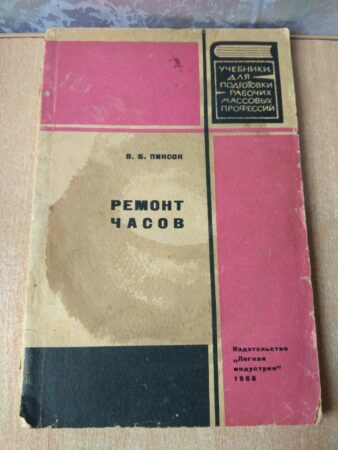 УЧЕБНИКИ
ДЛЯ
ПОДГОТОВКИ
РАБОЧИХ
МАССОВЫХ
ПРОФЕССИЙ
В. Б. ПИНСОН
РЕМОНТ
ЧАСОВ
Издательство
„Легкая
индустрия"
1968